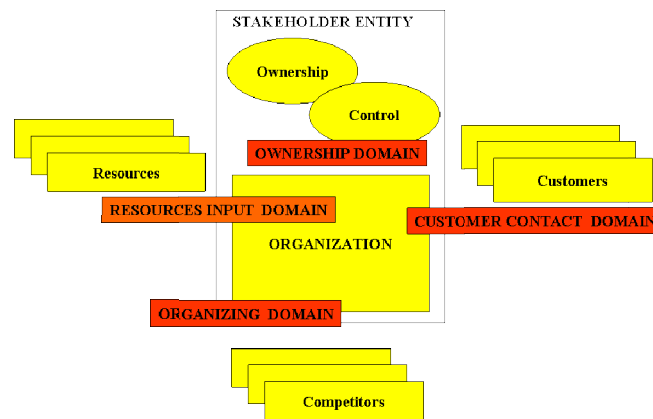 STAKEHOLDER ENTITY
Ownership
Control
OWNERSHIP DOMAIN
Resources
Customers
RESOURCES INPUT DOMAIN
CUSTOMER CONTACT DOMAIN
ORGANIZATION
ORGANIZING DOMAIN
Competitors